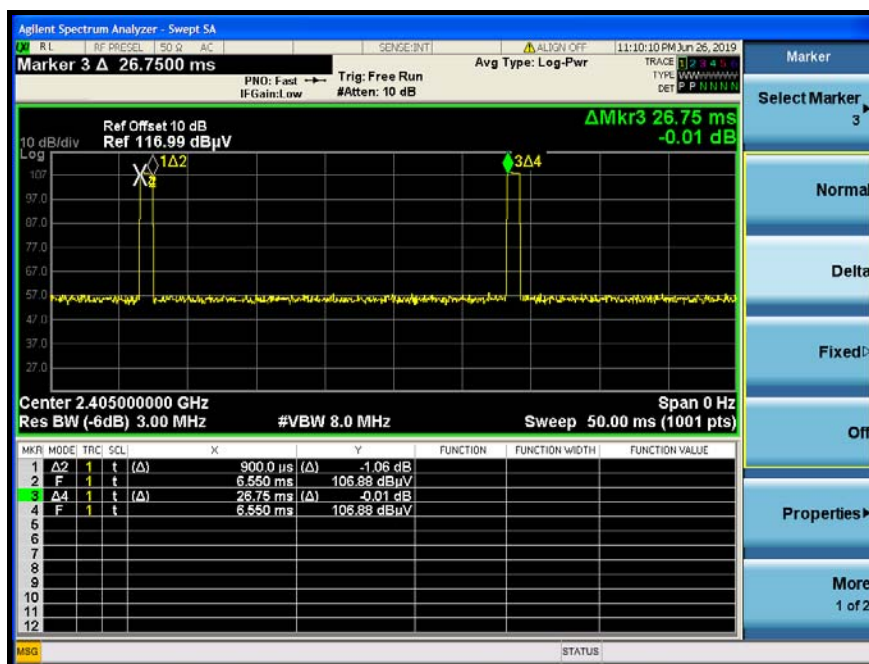 Agilent Spectrum Analyzer - Swept SA
RL RF PRESEL 50 Ω AC SENSE:INT ALIGN OFF 11:10:10 PM Jun 26, 2019
Marker 3 Δ 26.7500 ms
PNO: Fast
IFGain:Low
Trig: Free Run
#Atten: 10 dB
Avg Type: Log-Pwr
TRACE 1 2 3 4 5 6
TYPE
DET P P N N N N
ΔMkr3 26.75 ms
-0.01 dB
Ref Offset 10 dB
10 dB/div Ref 116.99 dBµV
Log
1Δ2
2
X
3Δ4
107
97.0
87.0
77.0
67.0
57.0
47.0
37.0
27.0
Center 2.405000000 GHz Span 0 Hz
Res BW (-6dB) 3.00 MHz #VBW 8.0 MHz Sweep 50.00 ms (1001 pts)
MKR MODE TRC SCL X Y FUNCTION FUNCTION WIDTH FUNCTION VALUE
1 Δ2 1 t (Δ) 900.0 µs (Δ) -1.06 dB
2 F 1 t 6.550 ms 106.88 dBµV
3 Δ4 1 t (Δ) 26.75 ms (Δ) -0.01 dB
4 F 1 t 6.550 ms 106.88 dBµV
5
6
7
8
9
10
11
12
MSG STATUS
Marker
Select Marker
3
Normal
Delta
Fixed
Off
Properties
More
1 of 2